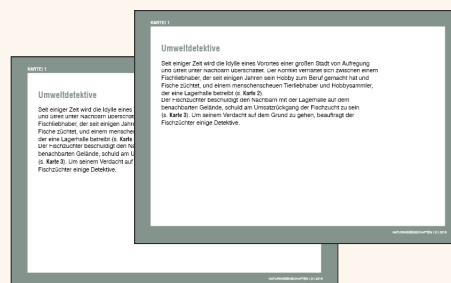 KARTE| 1
Umweltdetektive
Seit einiger Zeit wird die Idylle eines Vorortes einer großen Stadt von Aufregung
und Streit unter Nachbarn überschattet. Der Konflikt verhärtet sich zwischen einem
Fischliebhaber, der seit einigen Jahren sein Hobby zum Beruf gemacht hat und
Fische züchtet, und einem menschenscheuen Tierliebhaber und Hobbysammler,
der eine Lagerhalle betreibt (s. Karte 2).
Der Fischzüchter beschuldigt den Nachbarn mit der Lagerhalle auf dem
benachbarten Gelände, schuld am Umsatzrückgang der Fischzucht zu sein
(s. Karte 3). Um seinem Verdacht auf dem Grund zu gehen, beauftragt der
Fischzüchter einige Detektive.
NATURWISSENSCHAFTEN
KARTE| 1
Umweltdetektive
Seit einiger Zeit wird die Idylle eines
und Streit unter Nachbarn überschattet
Fischliebhaber, der seit einigen Jahre
Fische züchtet, und einem menschen
der eine Lagerhalle betreibt (s. Karte
Der Fischzüchter beschuldigt den Na
benachbarten Gelände, schuld am U
(s. Karte 3). Um seinem Verdacht auf
Fischzüchter einige Detektive.
NATURWISSENSCHAFTEN